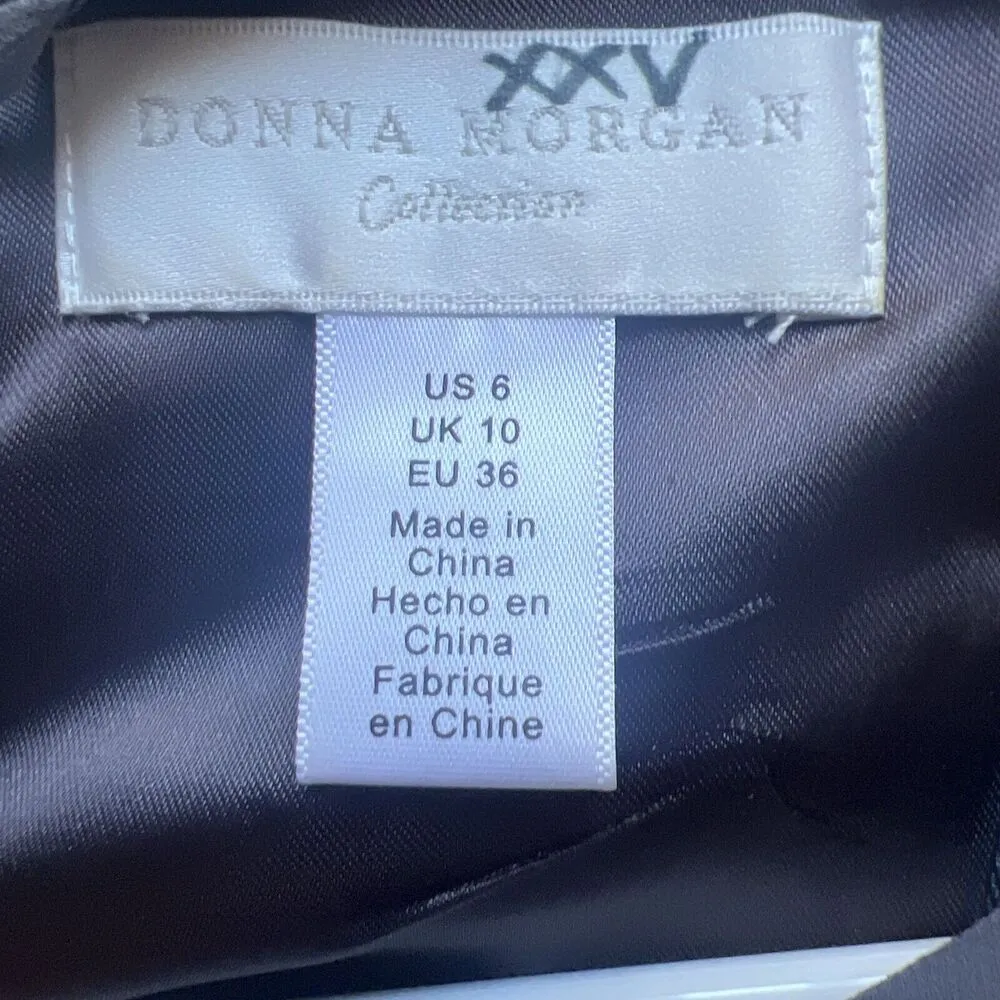 XXV
DONNA MORGAN
Collection
US 6
UK 10
EU 36
Made in
China
Hecho en
China
Fabrique
en Chine